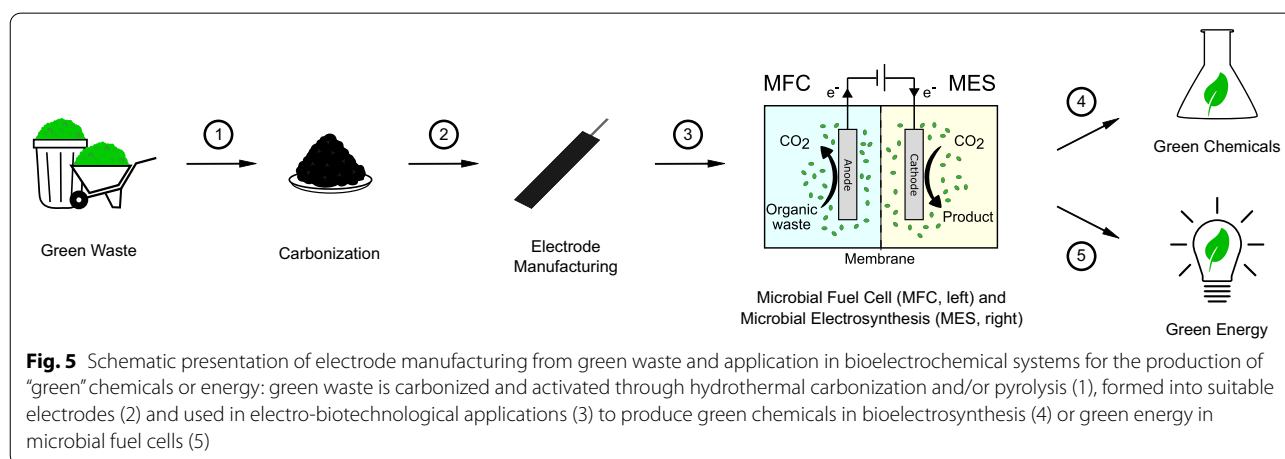 1
2
3
4
5
Green Waste
Carbonization
Electrode
Manufacturing
MFC
MES
e-
e-
CO2
CO2
Anode
Cathode
Organic
waste
Product
Membrane
Microbial Fuel Cell (MFC, left) and
Microbial Electrosynthesis (MES, right)
Green Chemicals
Green Energy
Fig. 5 Schematic presentation of electrode manufacturing from green waste and application in bioelectrochemical systems for the production of
“green” chemicals or energy: green waste is carbonized and activated through hydrothermal carbonization and/or pyrolysis (1), formed into suitable
electrodes (2) and used in electro-biotechnological applications (3) to produce green chemicals in bioelectrosynthesis (4) or green energy in
microbial fuel cells (5)